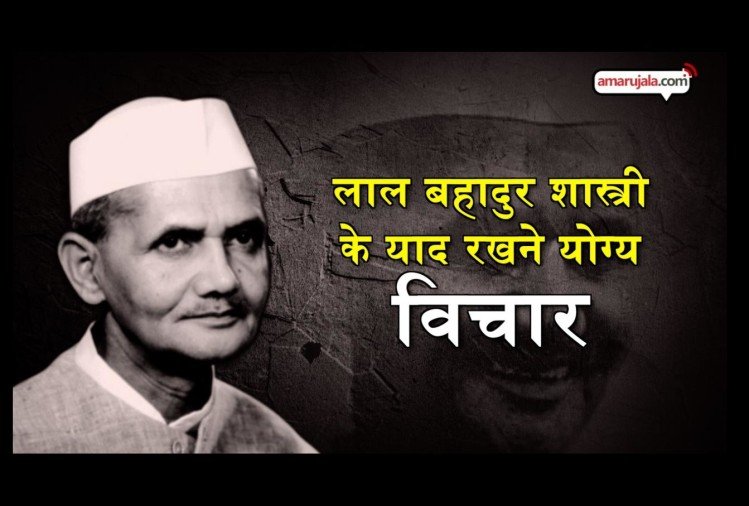 amarujala.com
लाल बहादुर शास्त्री
के याद रखने योग्य
विचार